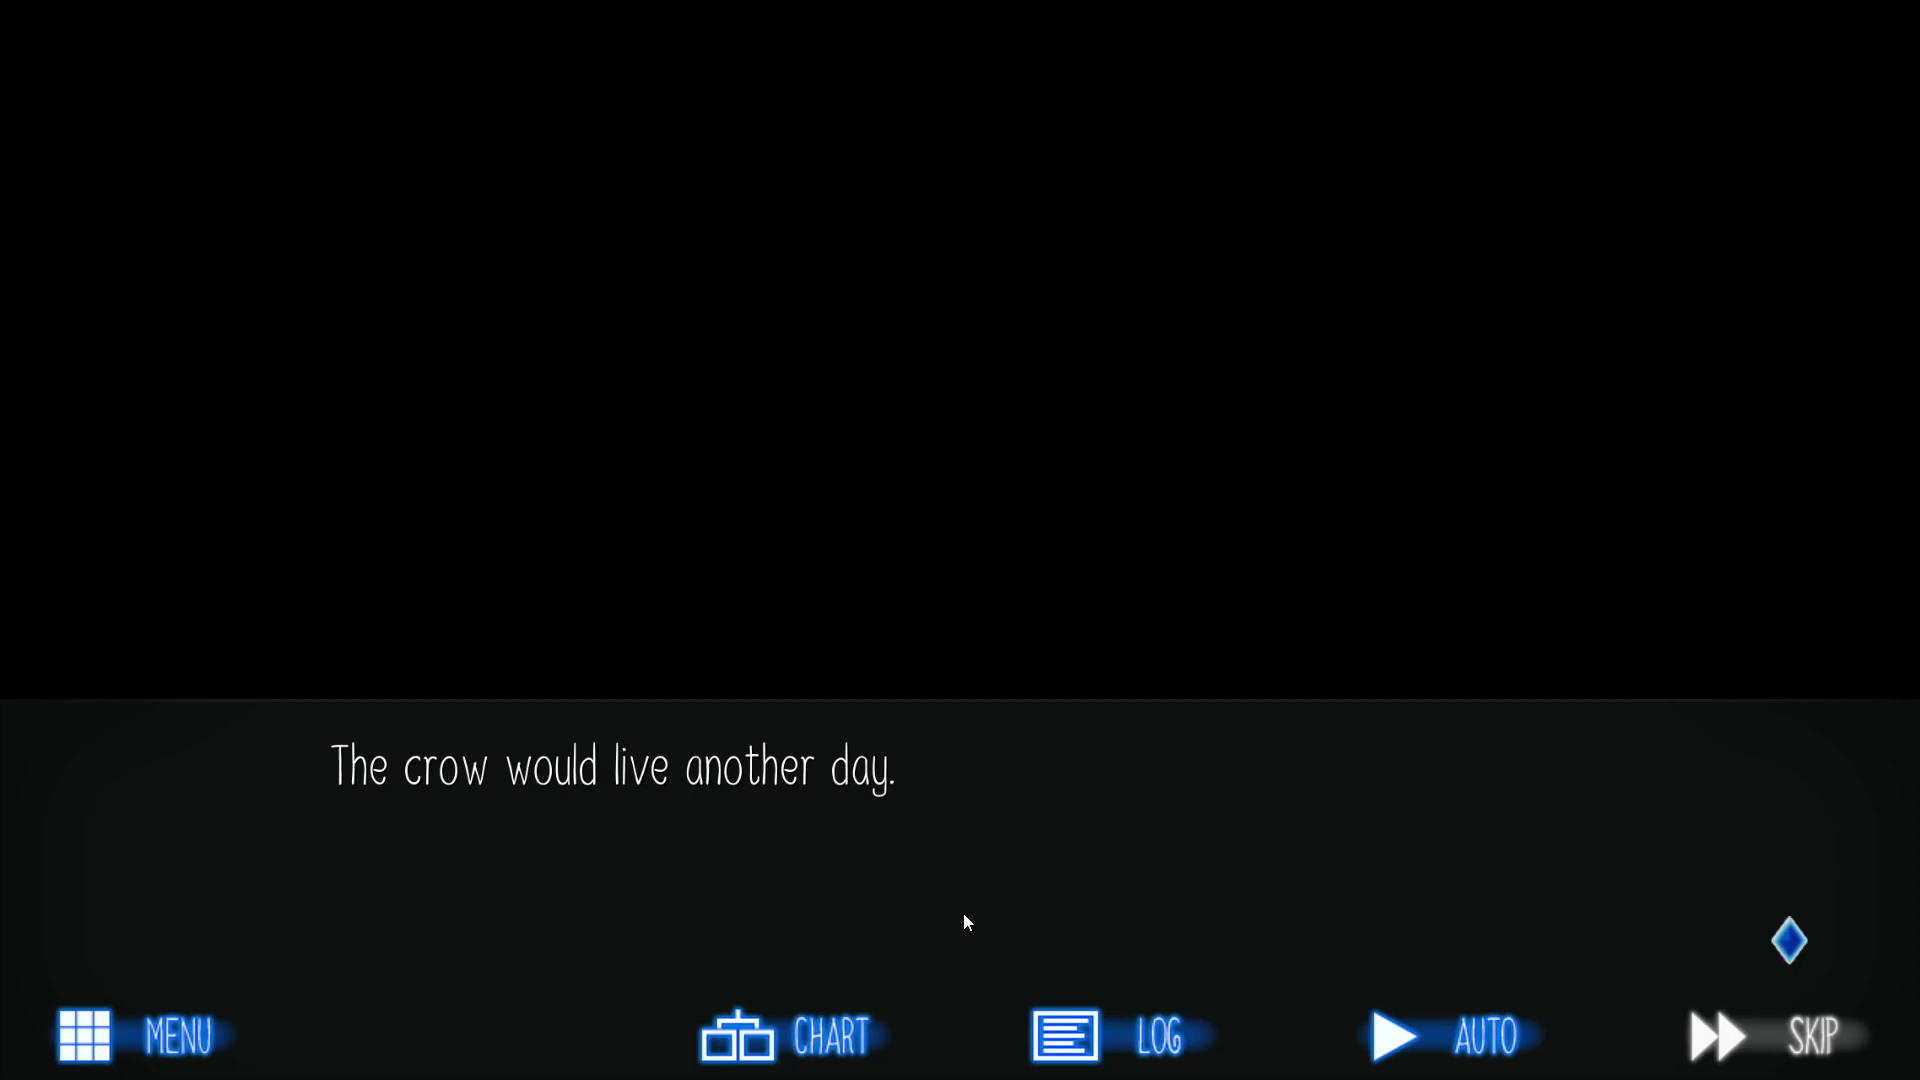 The crow would live another day.
MENU
CHART
LOG
AUTO
SKIP